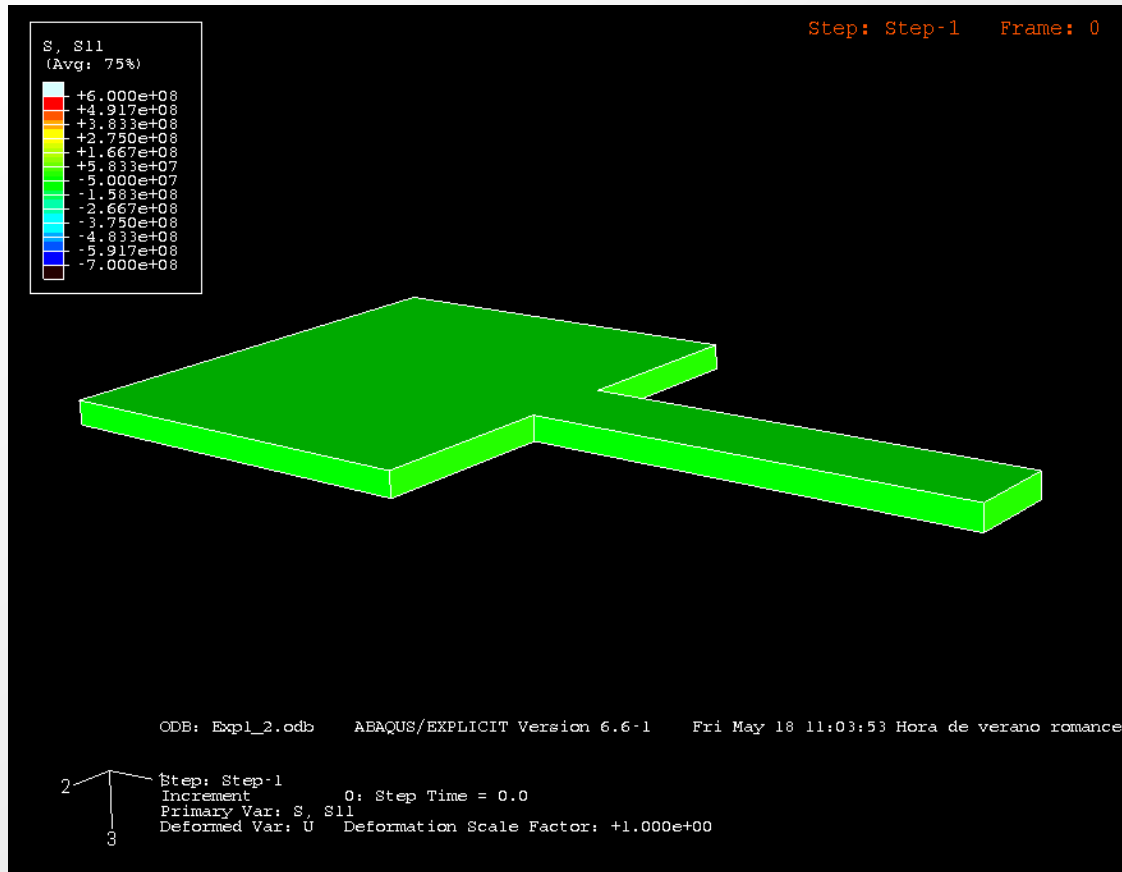 Step: Step-1 Frame: 0
S, S11
(Avg: 75%)
+6.000e+08
+4.917e+08
+3.833e+08
+2.750e+08
+1.667e+08
+5.833e+07
-5.000e+07
-1.583e+08
-2.667e+08
-3.750e+08
-4.833e+08
-5.917e+08
-7.000e+08
ODB: Expl_2.odb ABAQUS/EXPLICIT Version 6.6-1 Fri May 18 11:03:53 Hora de verano romance
2
1
3
Step: Step-1
Increment 0: Step Time = 0.0
Primary Var: S, S11
Deformed Var: U Deformation Scale Factor: +1.000e+00